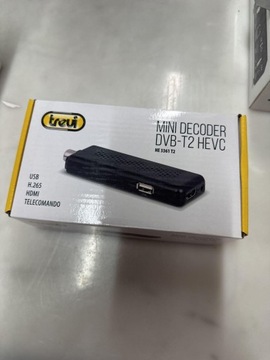 trevi
MINI DECODER
DVB-T2 HEVC
HE 3361 T2
USB
H.265
HDMI
TELECOMANDO